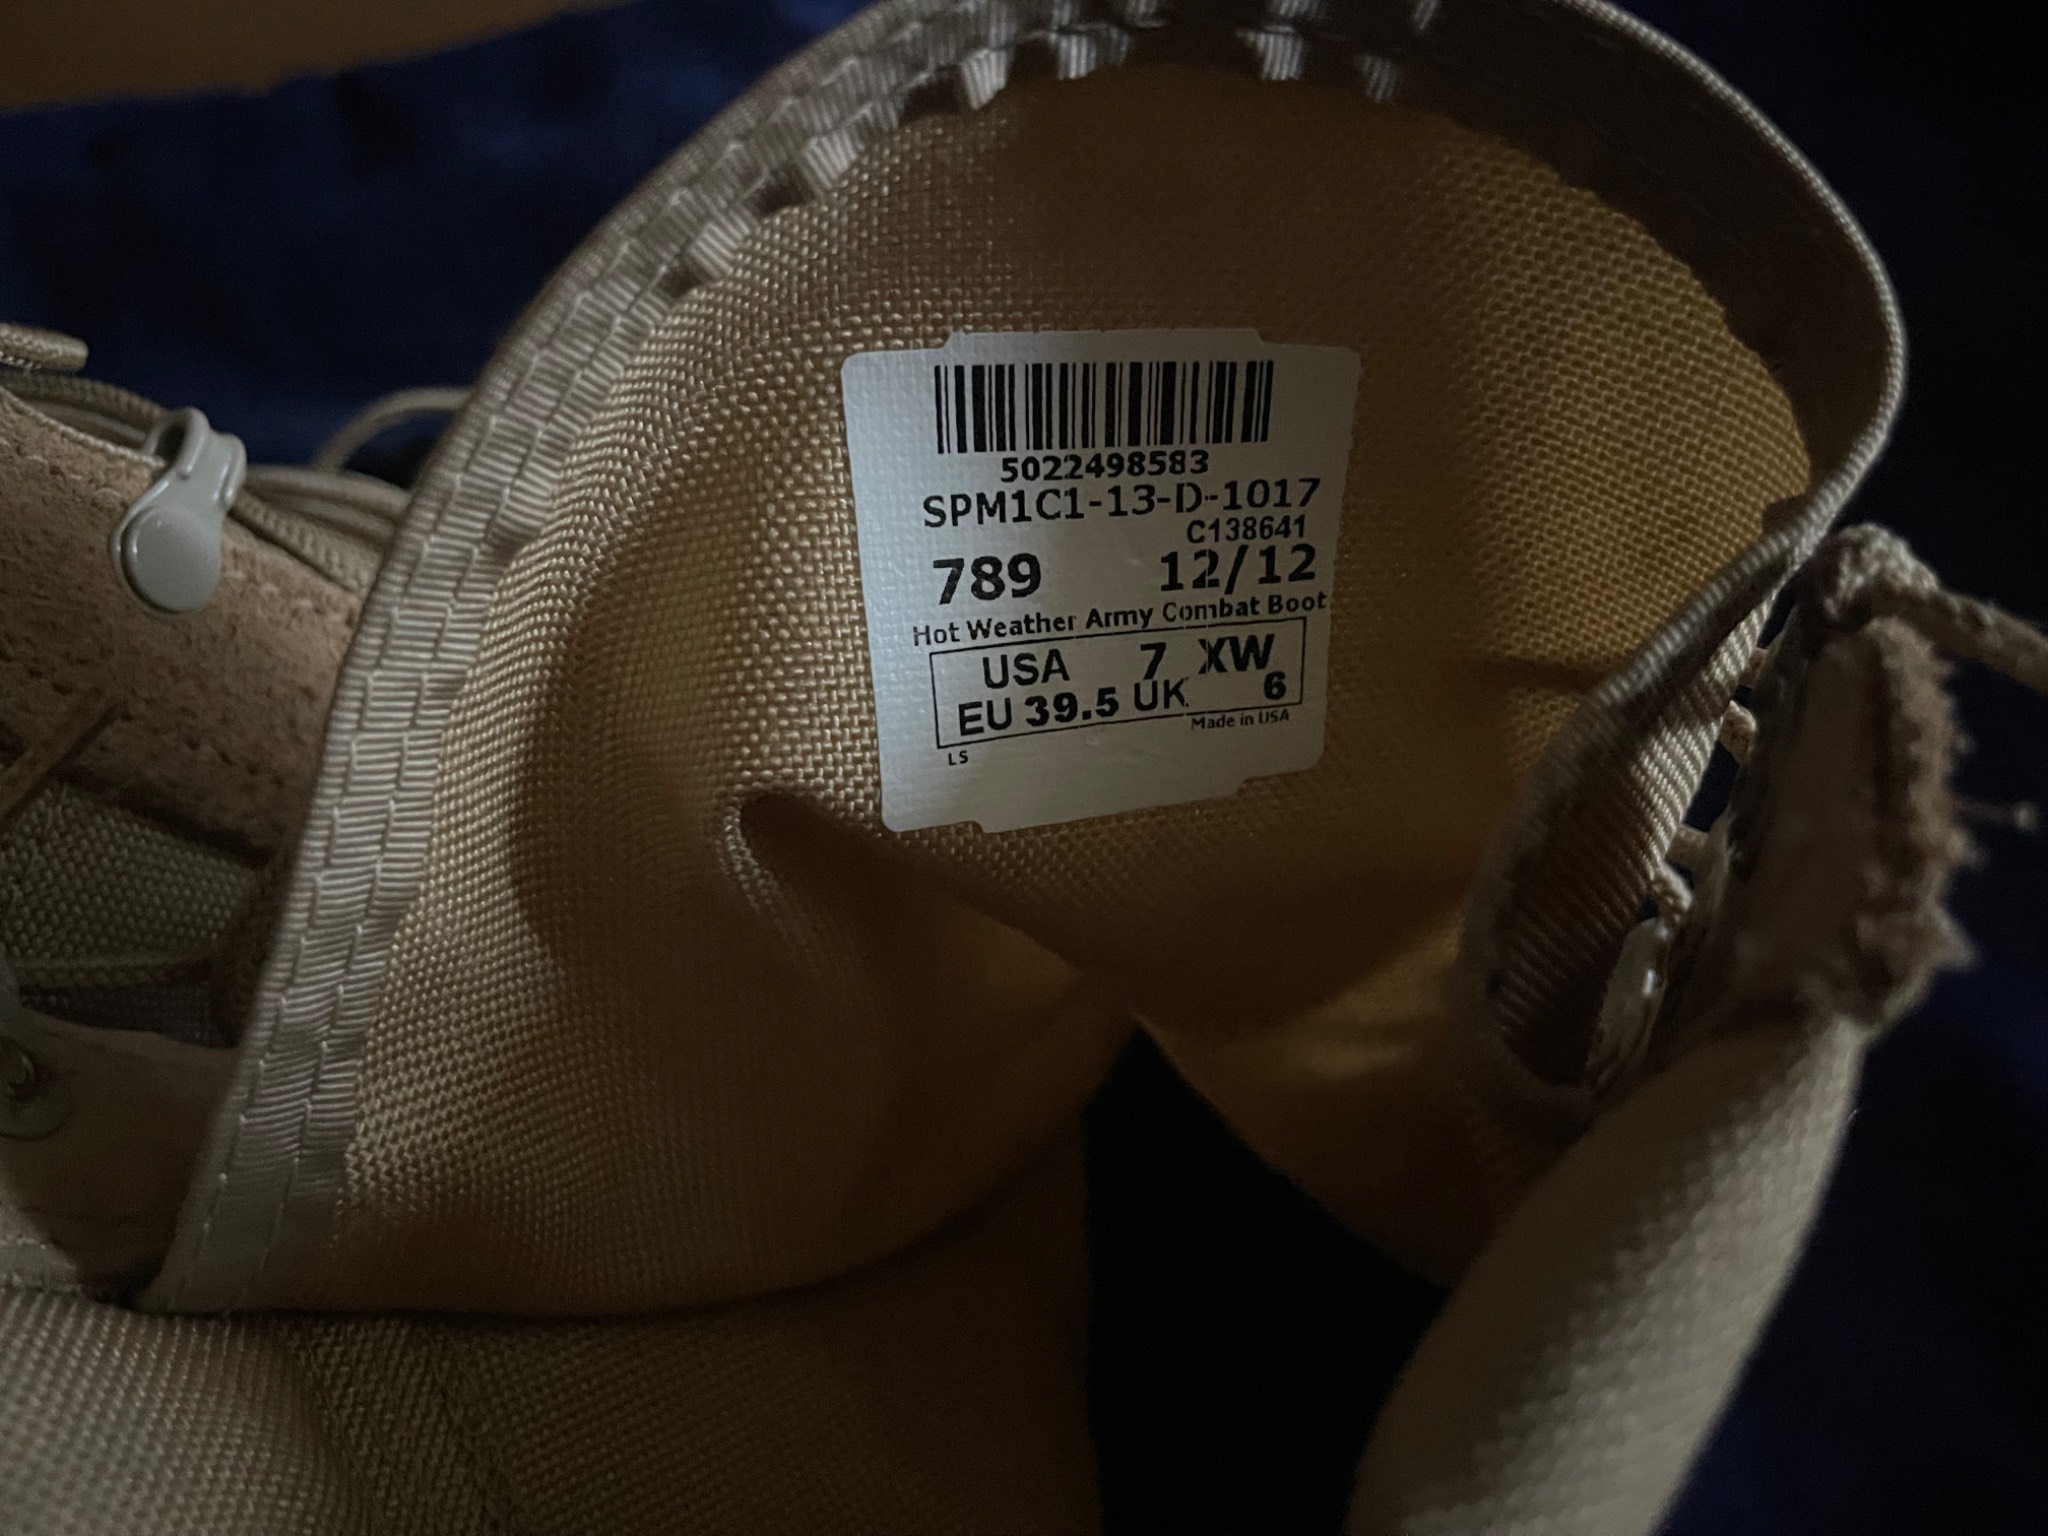 5022498583
SPM1C1-13-D-1017
C138641
789 12/12
Hot Weather Army Combat Boot
USA 7 XW
EU 39.5 UK 6
Made in USA
LS